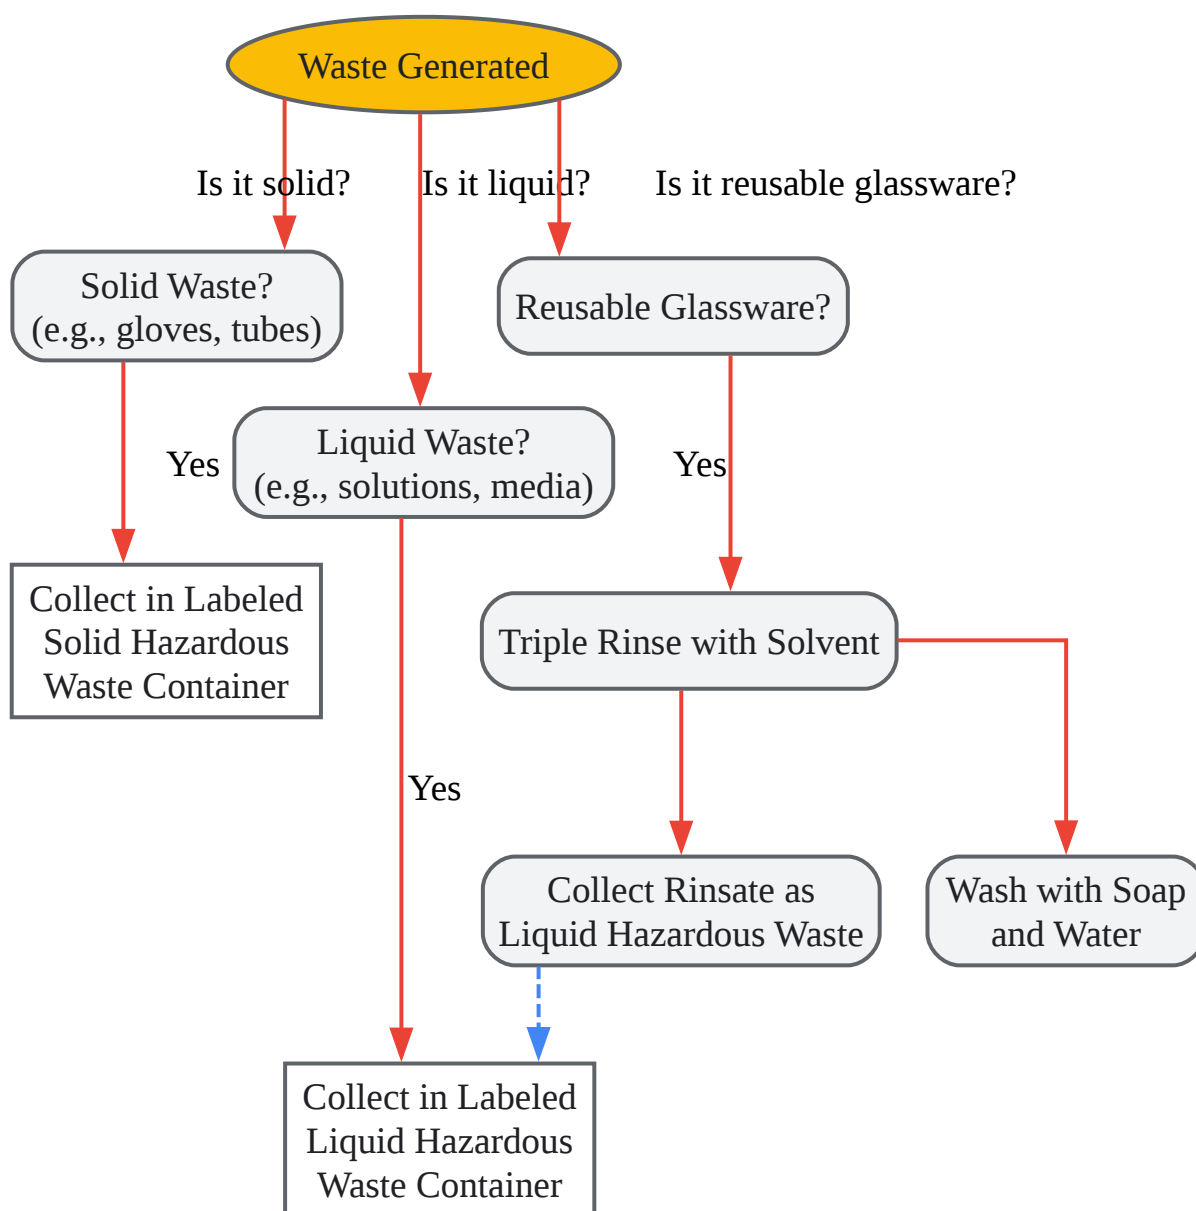 Waste Generated
Is it solid?
Is it liquid?
Is it reusable glassware?
Solid Waste?
(e.g., gloves, tubes)
Reusable Glassware?
Yes
Liquid Waste?
(e.g., solutions, media)
Yes
Collect in Labeled
Solid Hazardous
Waste Container
Triple Rinse with Solvent
Yes
Collect Rinsate as
Liquid Hazardous Waste
Wash with Soap
and Water
Collect in Labeled
Liquid Hazardous
Waste Container